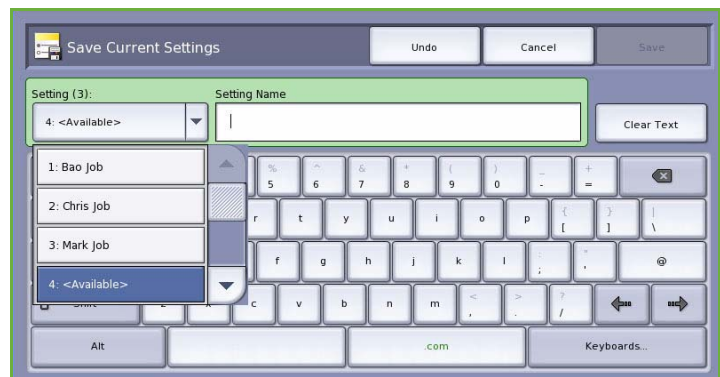 Save Current Settings Undo Cancel Save
Setting (3): Setting Name
4: <Available> Clear Text
1: Bao Job
2: Chris Job
3: Mark Job
4: <Available>
% ^ & * ( ) _ +
5 6 7 8 9 0 - =
r t y u i o p { [ } ] | \
f g h j k l : ; " ' @
c v b n m < , > . ? /
Alt .com Keyboards...